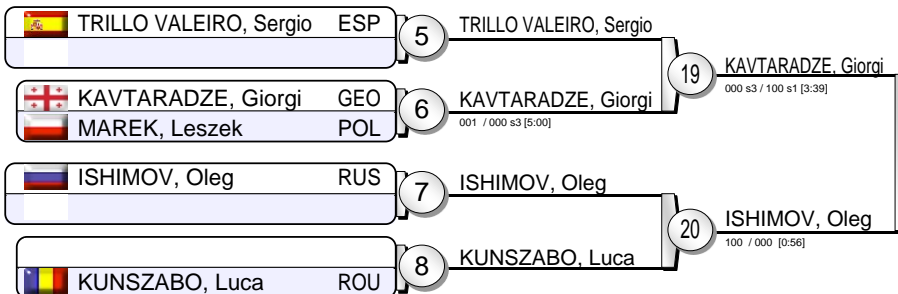 TRILLO VALEIRO, Sergio ESP
5
TRILLO VALEIRO, Sergio
KAVTARADZE, Giorgi GEO
MAREK, Leszek POL
6
KAVTARADZE, Giorgi
001 / 000 s3 [5:00]
19
KAVTARADZE, Giorgi
000 s3 / 100 s1 [3:39]
ISHIMOV, Oleg RUS
7
ISHIMOV, Oleg
KUNSZABO, Luca ROU
8
KUNSZABO, Luca
20
ISHIMOV, Oleg
100 / 000 [0:56]